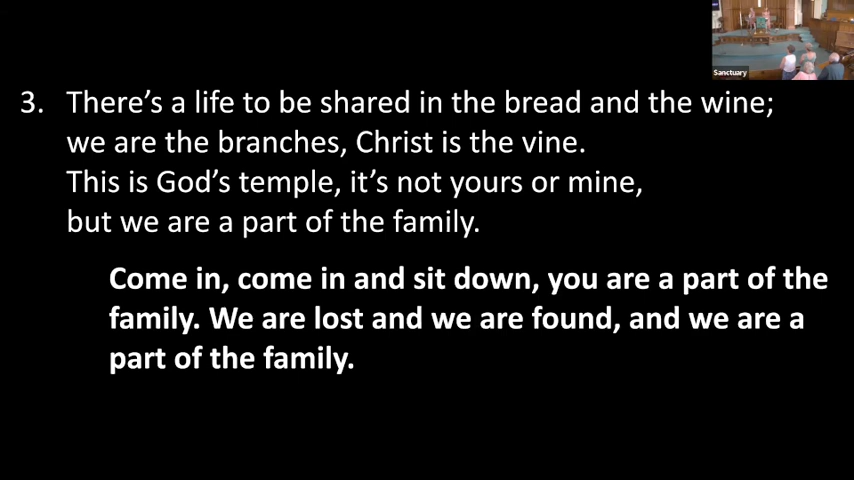 Sanctuary
3. There's a life to be shared in the bread and the wine;
we are the branches, Christ is the vine.
This is God's temple, it's not yours or mine,
but we are a part of the family.
Come in, come in and sit down, you are a part of the
family. We are lost and we are found, and we are a
part of the family.